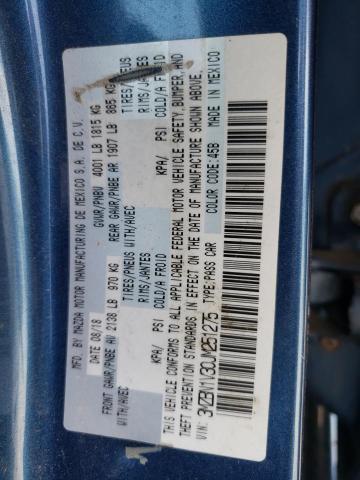 MFD. BY MAZDA MOTOR MANUFACTURING DE MEXICO S.A. DE C.V.
DATE 08/18 GVWR/PNBV 4001 LB 1815 KG
FRONT GAWR/PNBE AV 2138 LB 970 KG REAR GAWR/PNBE AR 1907 LB 865 KG
WITH/AVEC TIRES/PNEUS WITH/AVEC TIRES/PNEUS
RIMS/JANTES RIMS/JANTES
KPA/ PSI COLD/A FROID KPA/ PSI COLD/A FROID
THIS VEHICLE CONFORMS TO ALL APPLICABLE FEDERAL MOTOR VEHICLE SAFETY, BUMPER, AND
THEFT PREVENTION STANDARDS IN EFFECT ON THE DATE OF MANUFACTURE SHOWN ABOVE.
VIN: TYPE:PASS CAR COLOR CODE:45B MADE IN MEXICO